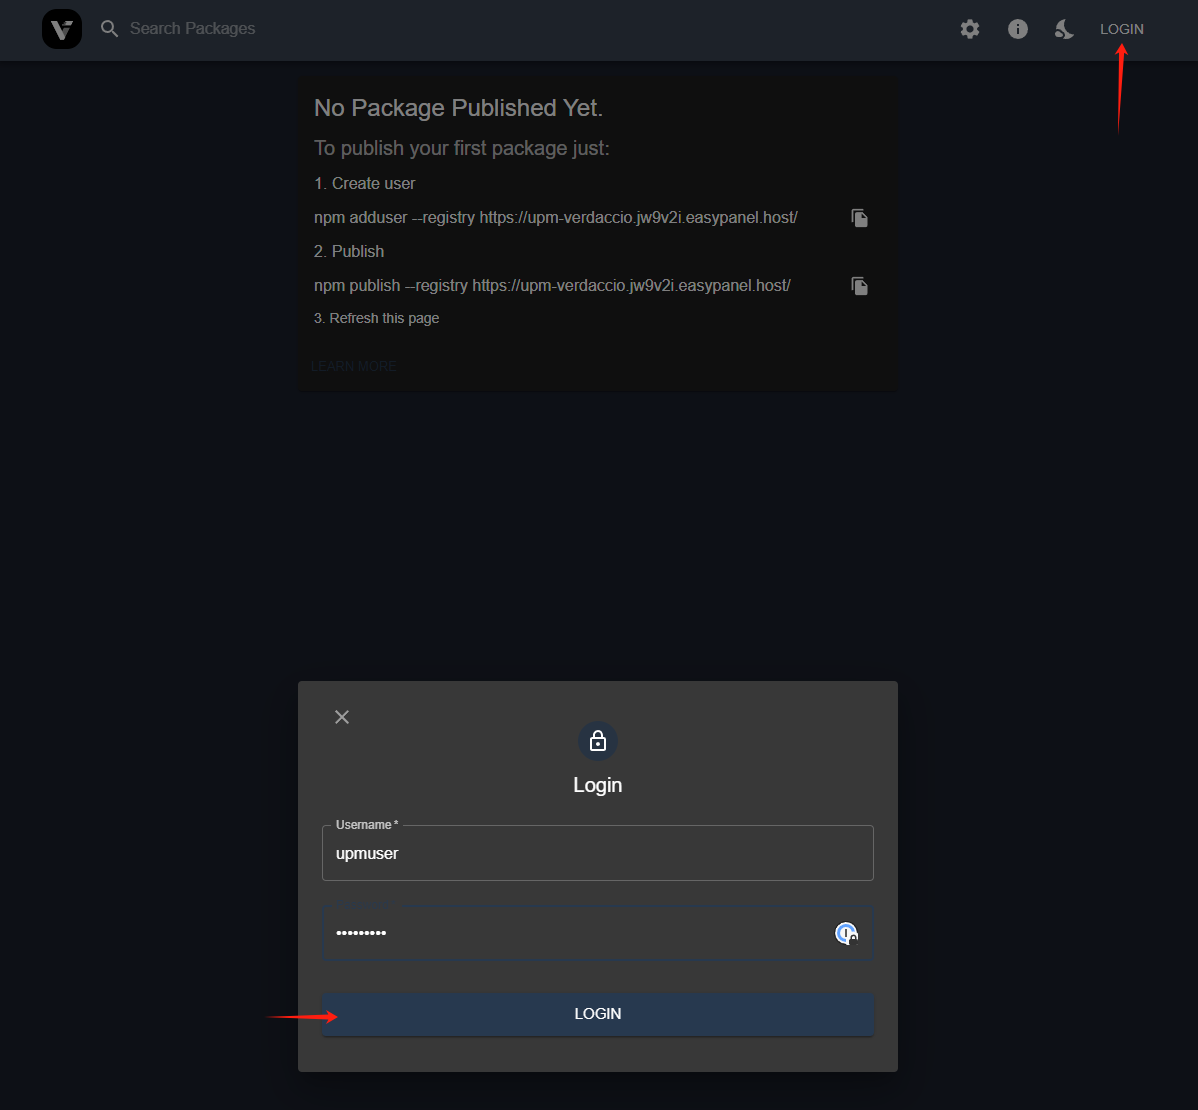 Search Packages
LOGIN
No Package Published Yet.
To publish your first package just:
1. Create user
npm adduser --registry https://upm-verdaccio.jw9v2i.easypanel.host/
2. Publish
npm publish --registry https://upm-verdaccio.jw9v2i.easypanel.host/
3. Refresh this page
LEARN MORE
Login
Username *
upmuser
•••••••••
LOGIN